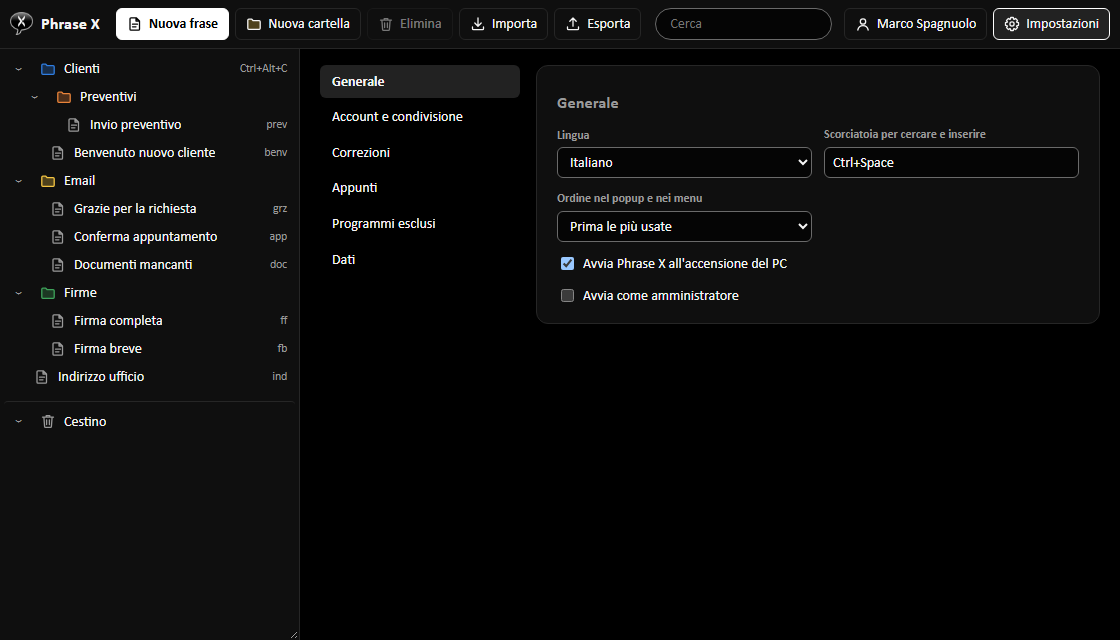 Phrase X
Nuova frase
Nuova cartella
Elimina
Importa
Esporta
Cerca
Marco Spagnuolo
Impostazioni
Clienti Ctrl+Alt+C
Preventivi
Invio preventivo prev
Benvenuto nuovo cliente benv
Email
Grazie per la richiesta grz
Conferma appuntamento app
Documenti mancanti doc
Firme
Firma completa ff
Firma breve fb
Indirizzo ufficio ind
Cestino
Generale
Account e condivisione
Correzioni
Appunti
Programmi esclusi
Dati
Generale
Lingua
Italiano
Scorciatoia per cercare e inserire
Ctrl+Space
Ordine nel popup e nei menu
Prima le più usate
Avvia Phrase X all'accensione del PC
Avvia come amministratore